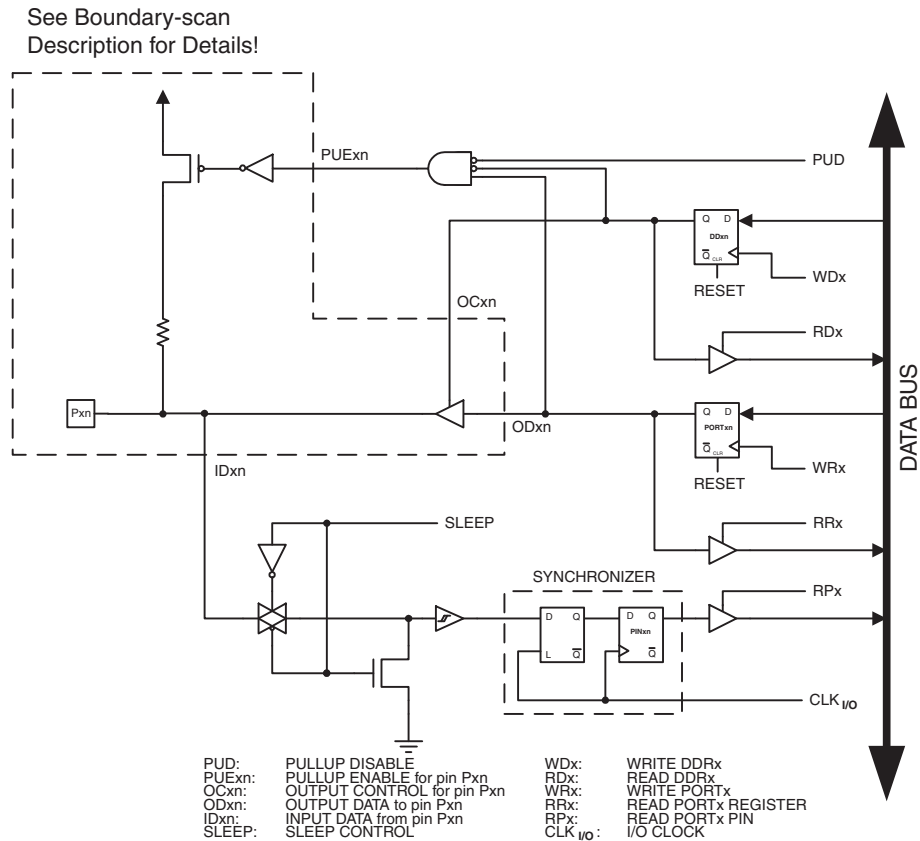 See Boundary-scan
Description for Details!
PUExn
PUD
Q D
DDxn
Q CLR
WDx
RESET
OCxn
RDx
Pxn
ODxn
Q D
PORTxn
Q CLR
WRx
RESET
IDxn
SLEEP
RRx
SYNCHRONIZER
RPx
D Q
L Q
D Q
PINxn
Q
CLK I/O
DATA BUS
PUD: PULLUP DISABLE
PUExn: PULLUP ENABLE for pin Pxn
OCxn: OUTPUT CONTROL for pin Pxn
ODxn: OUTPUT DATA to pin Pxn
IDxn: INPUT DATA from pin Pxn
SLEEP: SLEEP CONTROL
WDx: WRITE DDRx
RDx: READ DDRx
WRx: WRITE PORTx
RRx: READ PORTx REGISTER
RPx: READ PORTx PIN
CLK I/O: I/O CLOCK